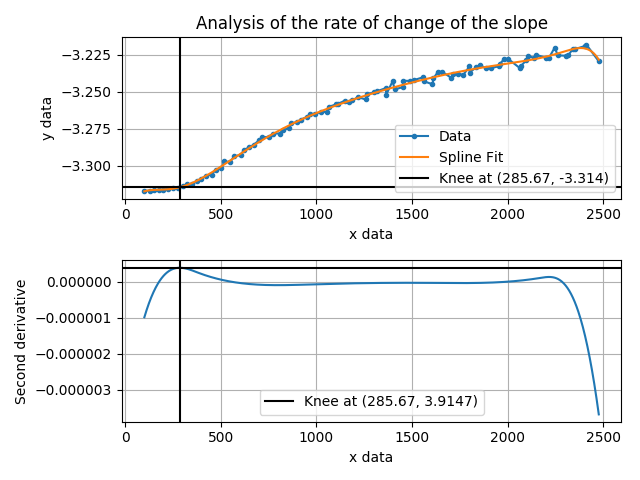 Analysis of the rate of change of the slope
y data
−3.225
−3.250
−3.275
−3.300
Data
Spline Fit
Knee at (285.67, -3.314)
0
500
1000
1500
2000
2500
x data
Second derivative
0.000000
−0.000001
−0.000002
−0.000003
Knee at (285.67, 3.9147)
0
500
1000
1500
2000
2500
x data